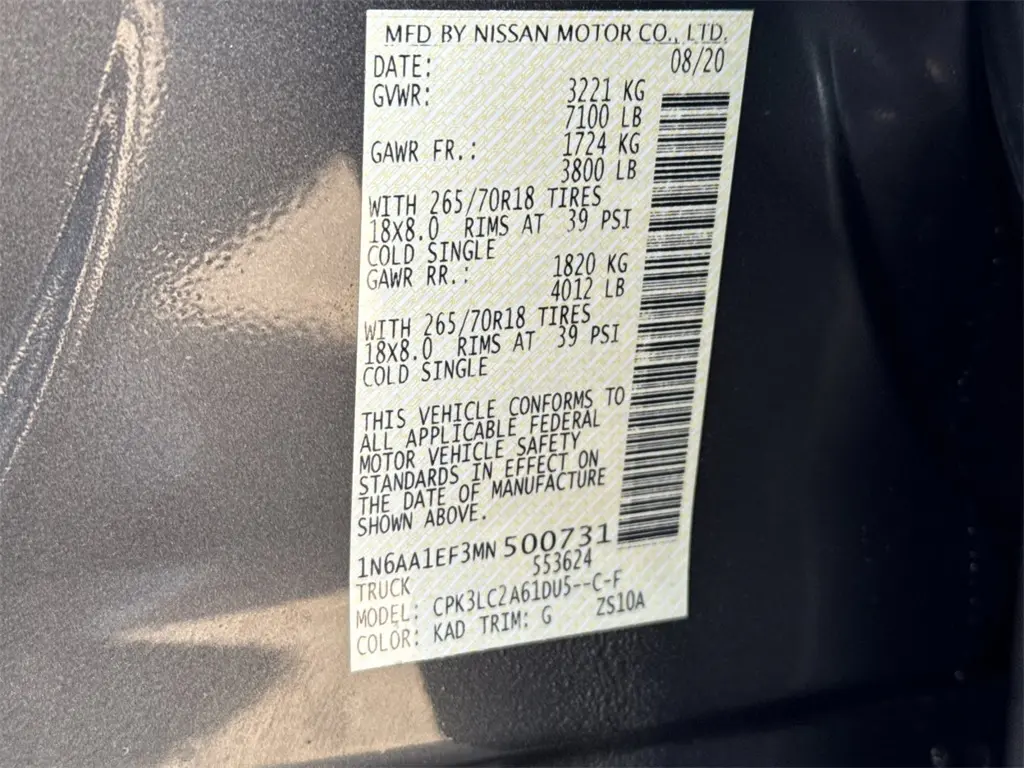 MFD BY NISSAN MOTOR CO., LTD.
DATE: 08/20
GVWR: 3221 KG
7100 LB
GAWR FR.: 1724 KG
3800 LB
WITH 265/70R18 TIRES
18X8.0 RIMS AT 39 PSI
COLD SINGLE
GAWR RR.: 1820 KG
4012 LB
WITH 265/70R18 TIRES
18X8.0 RIMS AT 39 PSI
COLD SINGLE
THIS VEHICLE CONFORMS TO
ALL APPLICABLE FEDERAL
MOTOR VEHICLE SAFETY
STANDARDS IN EFFECT ON
THE DATE OF MANUFACTURE
SHOWN ABOVE.
1N6AA1EF3MN 500731
TRUCK 553624
MODEL: CPK3LC2A61DU5--C-F
COLOR: KAD TRIM: G ZS10A